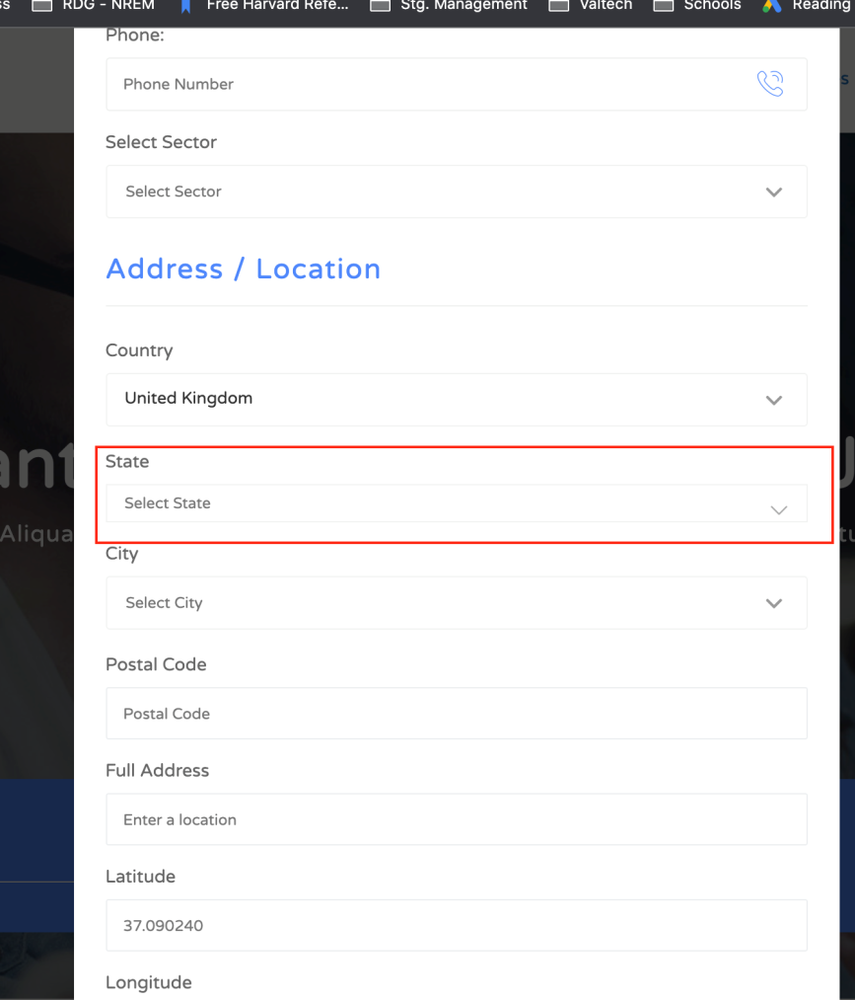 RDG - NREM Free Harvard Refe... Stg. Management Valtech Schools Reading
Phone:
Phone Number
Select Sector
Select Sector
Address / Location
Country
United Kingdom
State
Select State
Aliqua
City
Select City
Postal Code
Postal Code
Full Address
Enter a location
Latitude
37.090240
Longitude